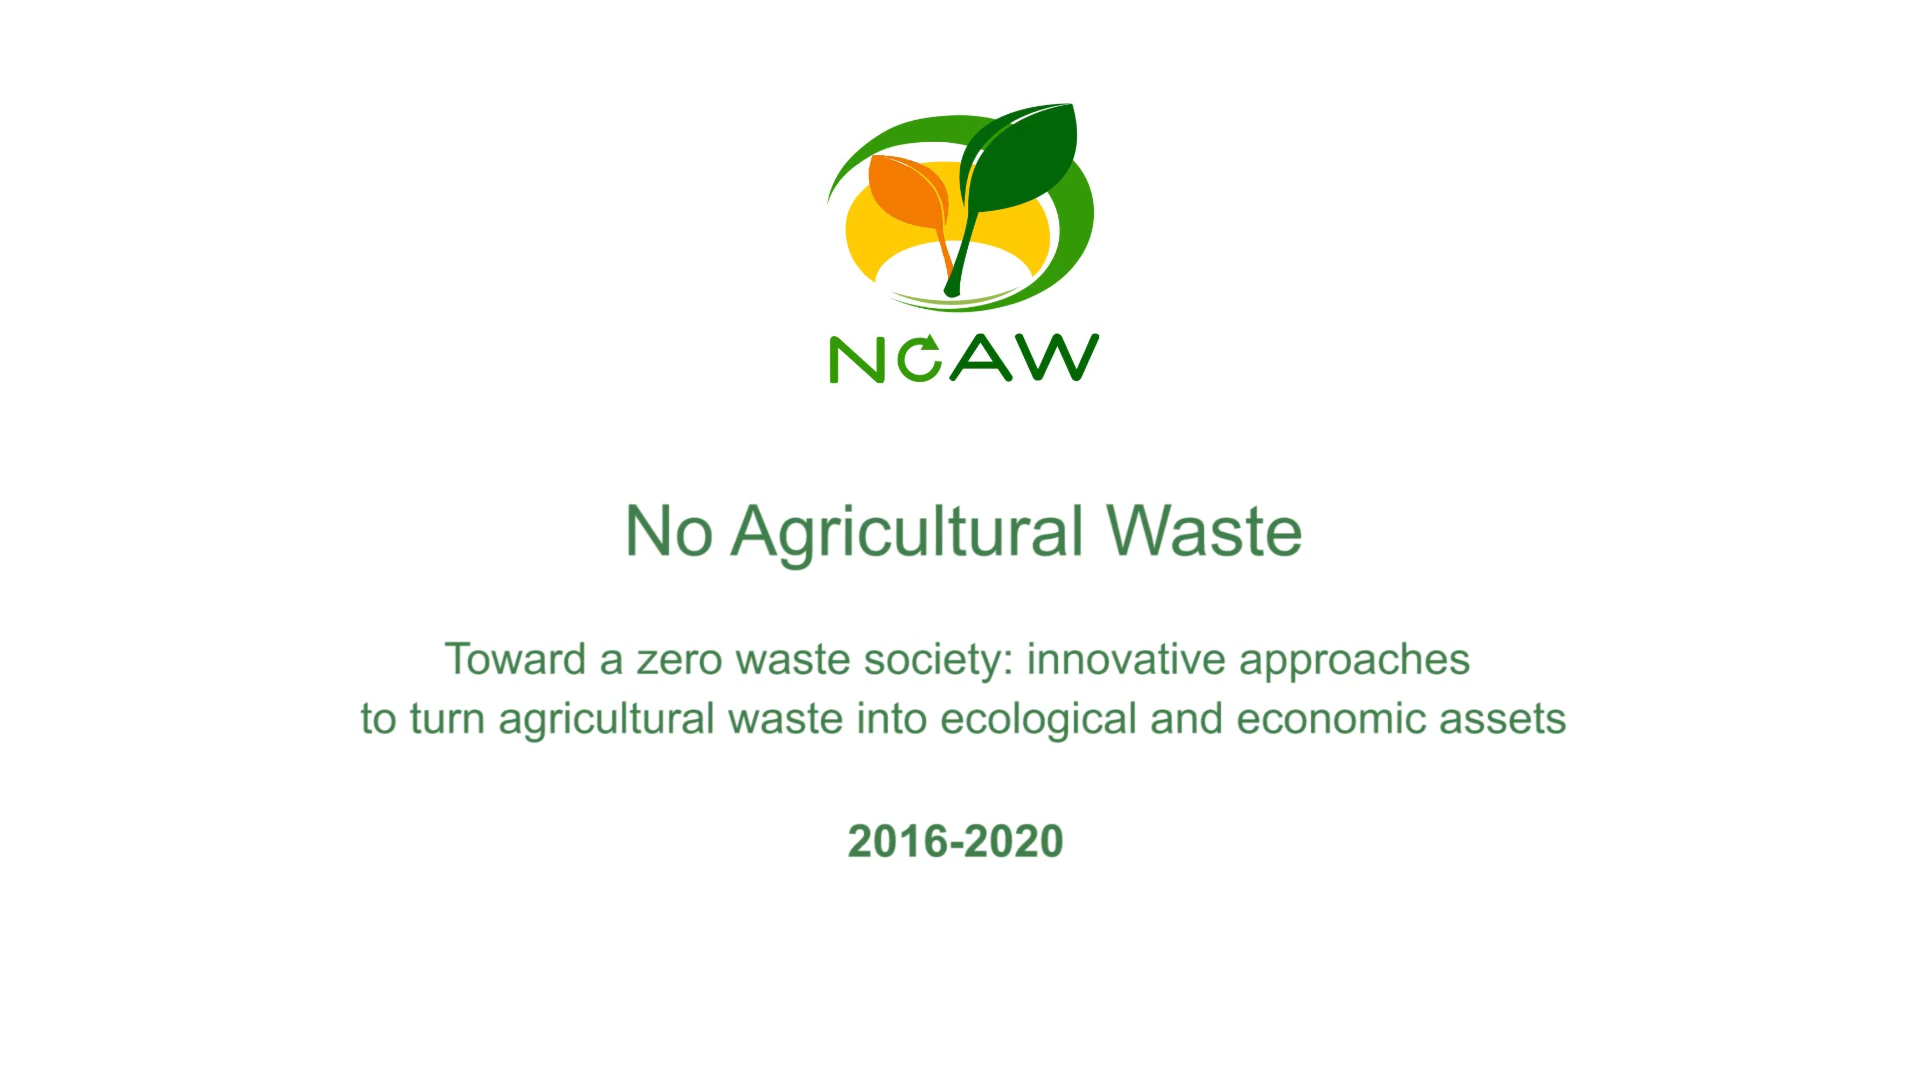 NOAW
No Agricultural Waste
Toward a zero waste society: innovative approaches
to turn agricultural waste into ecological and economic assets
2016-2020